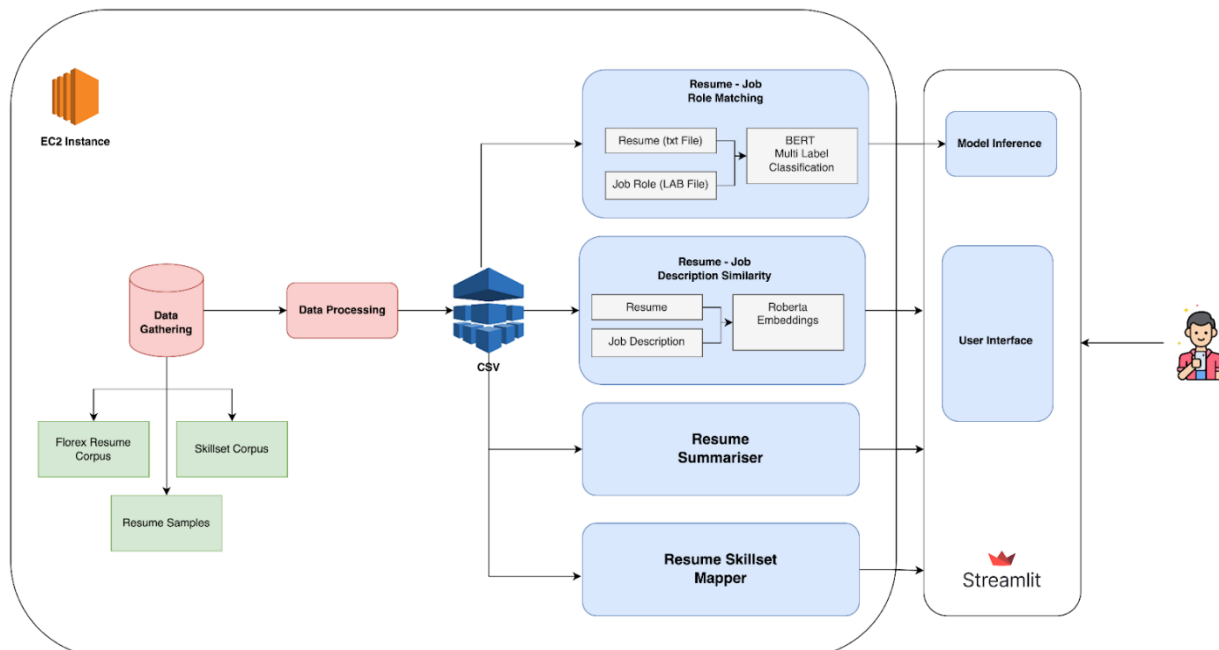 EC2 Instance
Data
Gathering
Florex Resume
Corpus
Skillset Corpus
Resume Samples
Data Processing
CSV
Resume - Job
Role Matching
Resume (txt File)
Job Role (LAB File)
BERT
Multi Label
Classification
Resume - Job
Description Similarity
Resume
Job Description
Roberta
Embeddings
Resume
Summariser
Resume Skillset
Mapper
Model Inference
User Interface
Streamlit